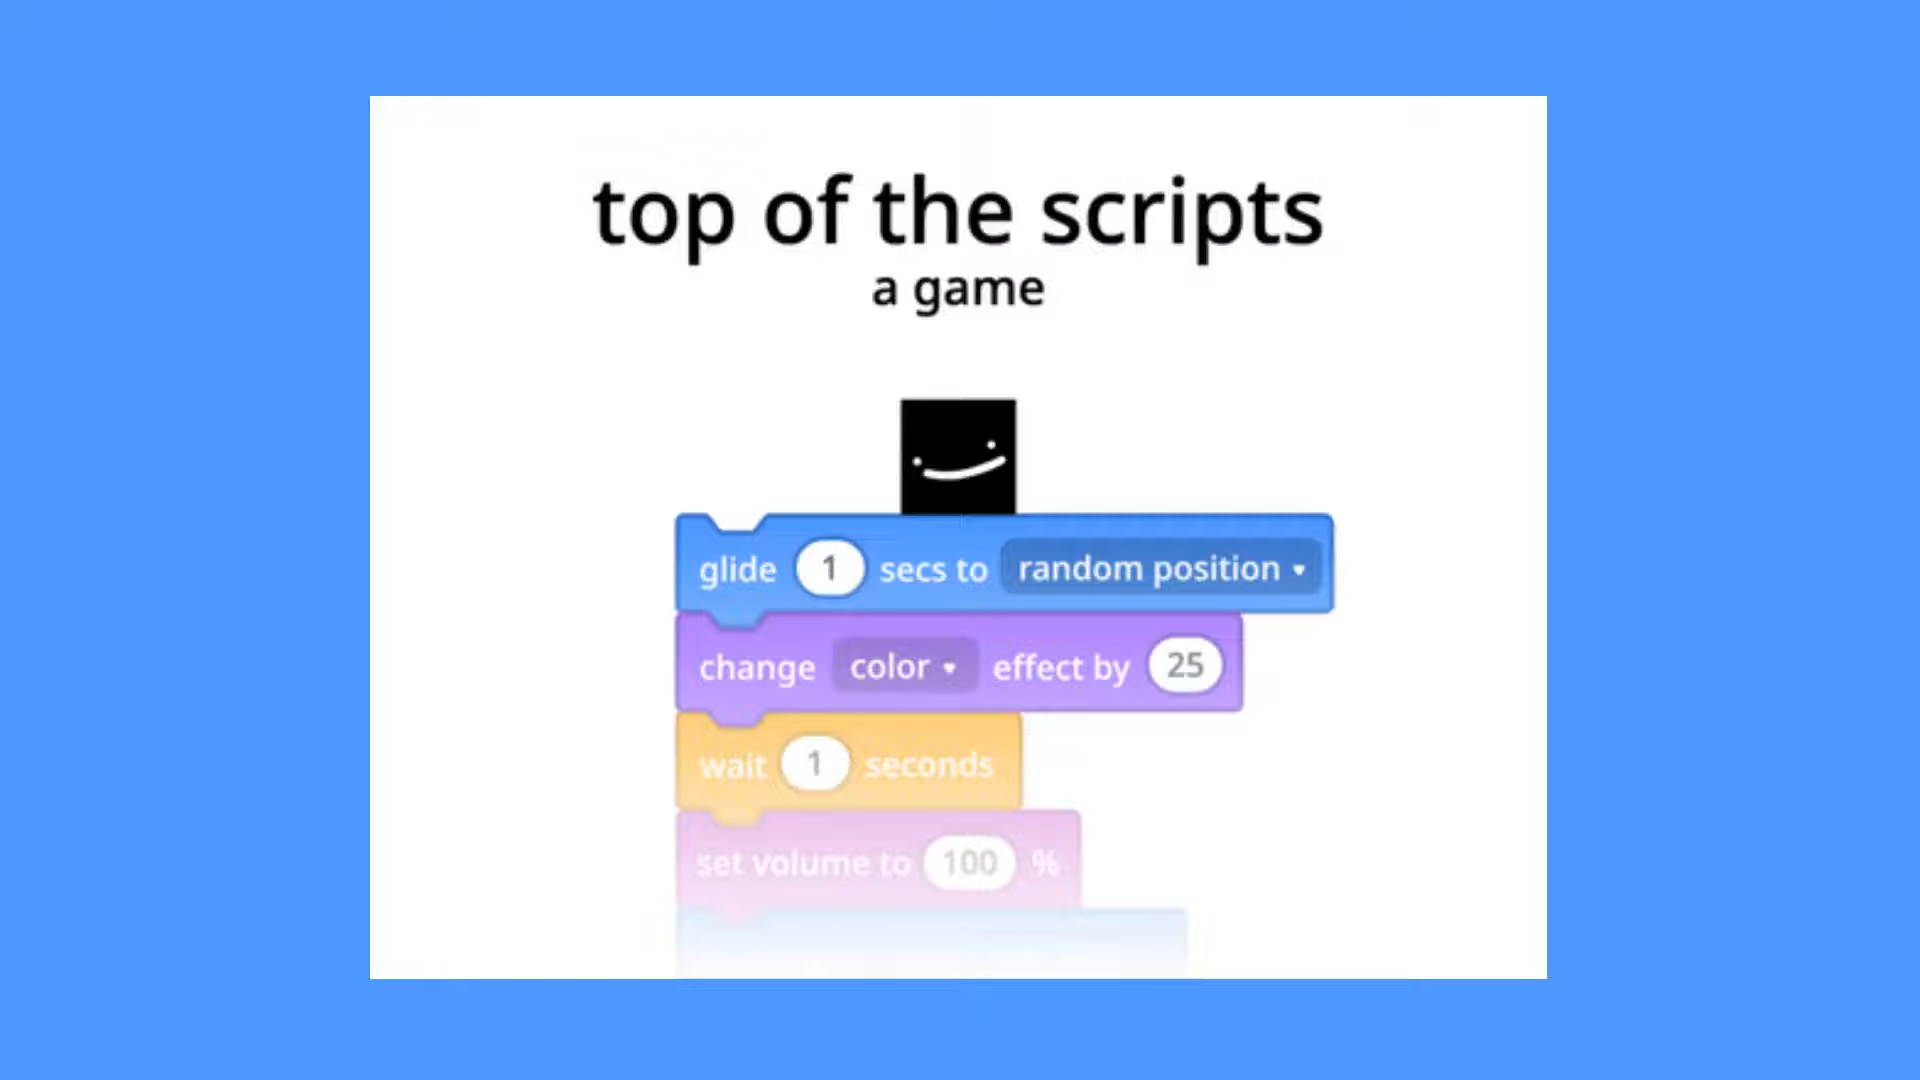 top of the scripts
a game
glide 1 secs to random position
change color effect by 25
wait 1 seconds
set volume to 100 %